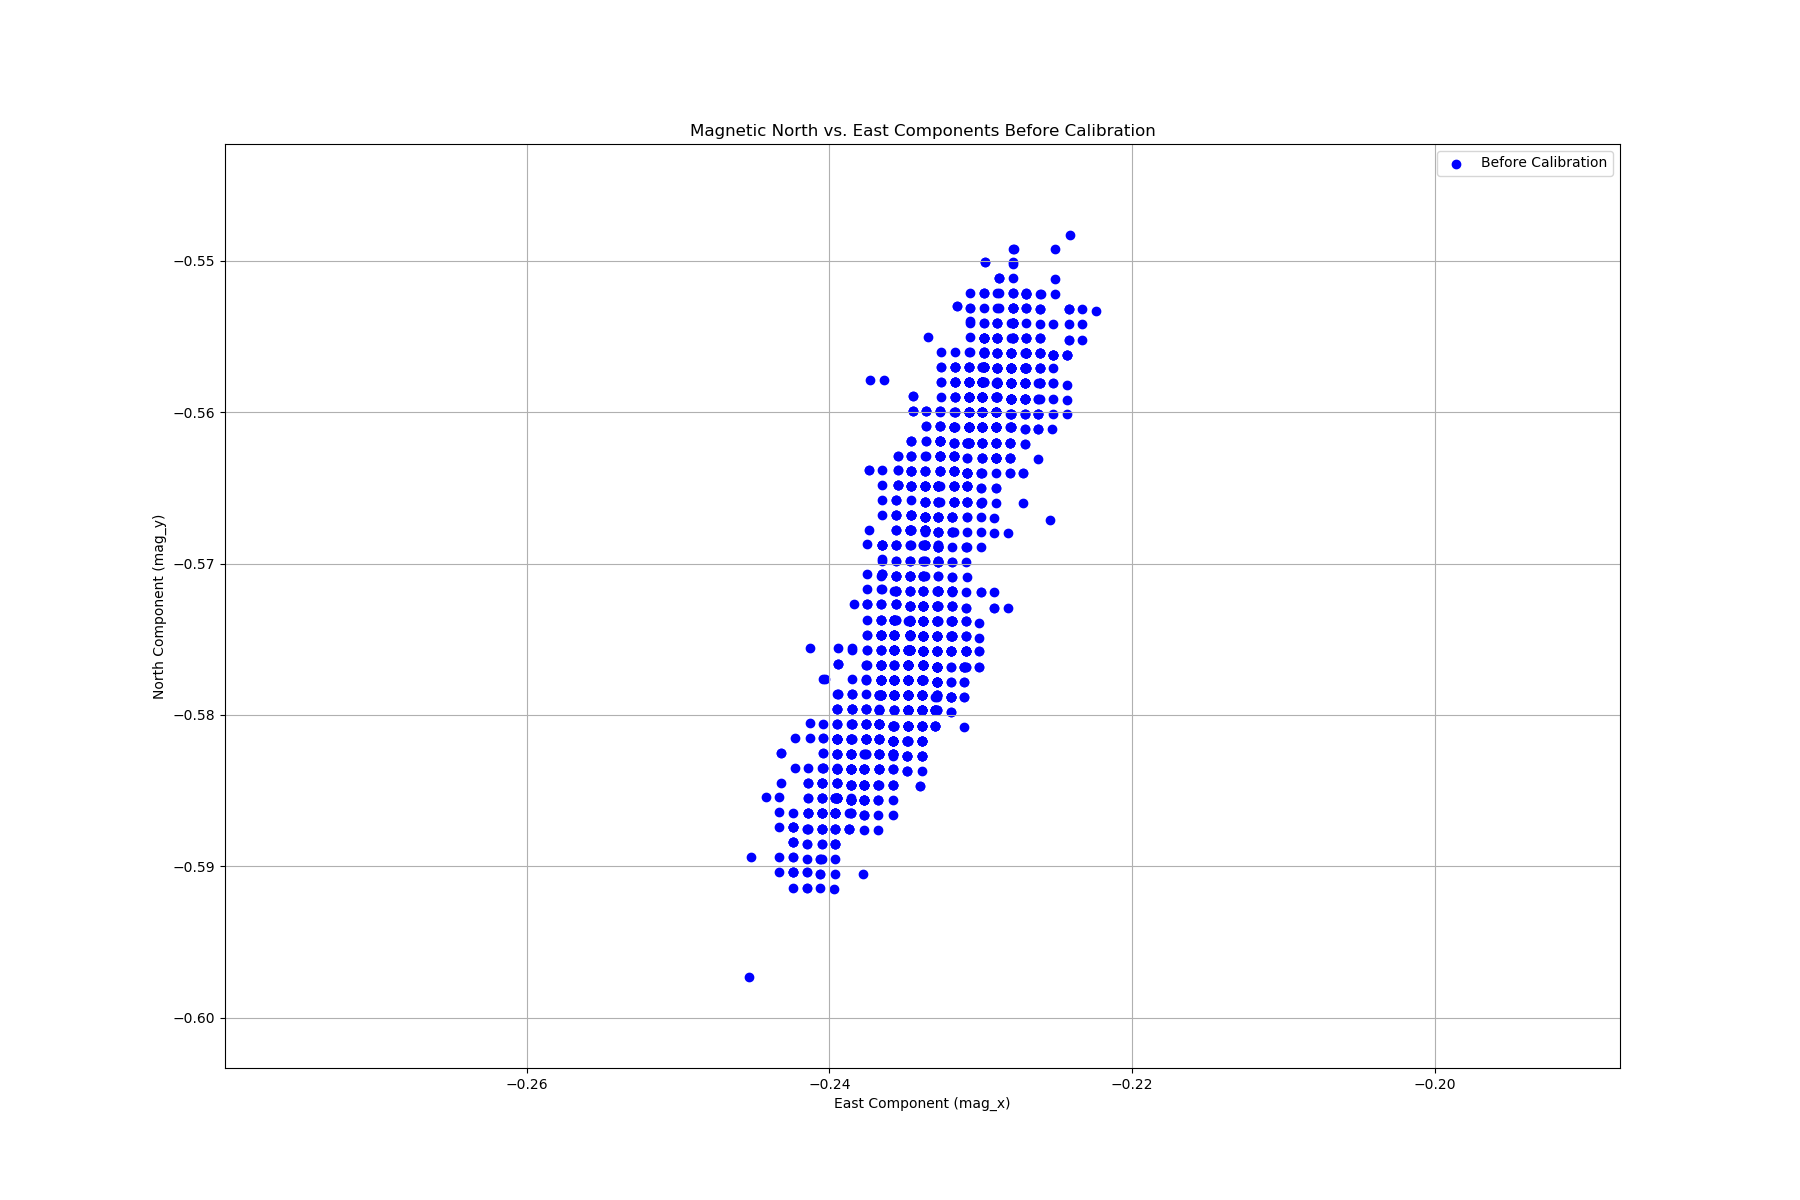 Magnetic North vs. East Components Before Calibration
Before Calibration
North Component (mag_y)
−0.55
−0.56
−0.57
−0.58
−0.59
−0.60
−0.26
−0.24
−0.22
−0.20
East Component (mag_x)